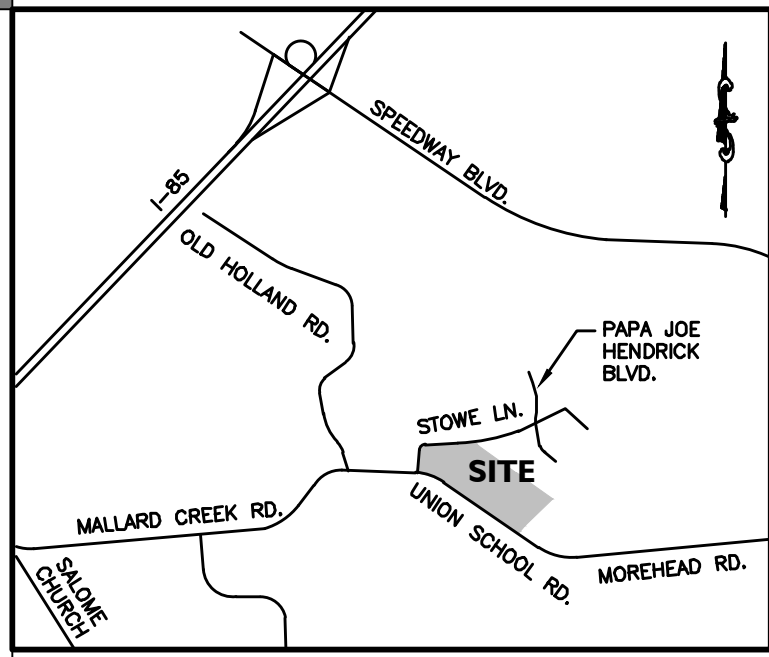 SPEEDWAY BLVD.
I-85
OLD HOLLAND RD.
PAPA JOE
HENDRICK
BLVD.
STOWE LN.
SITE
UNION SCHOOL RD.
MALLARD CREEK RD.
MOREHEAD RD.
SALOME
CHURCH